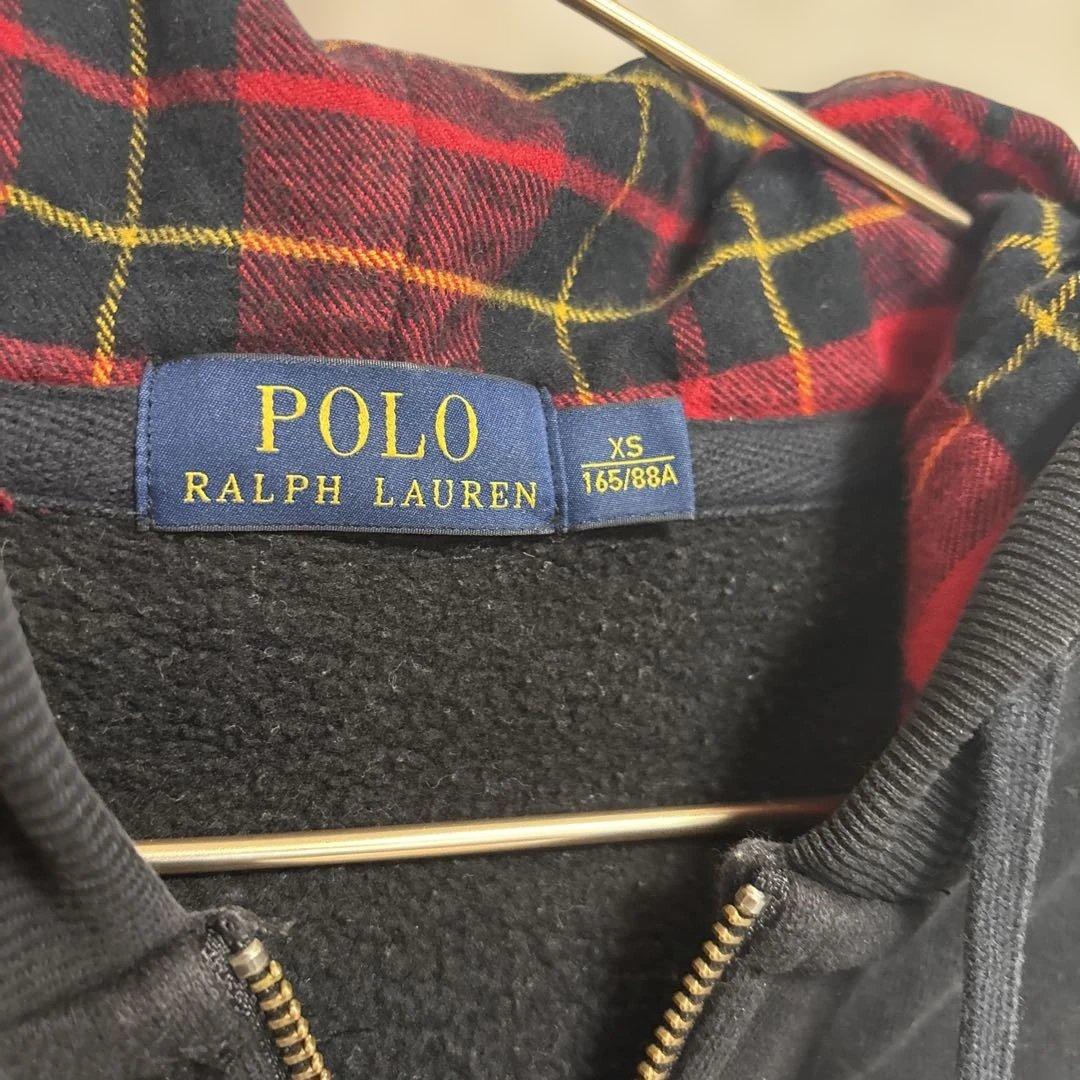 POLO
RALPH LAUREN
XS
165/88A